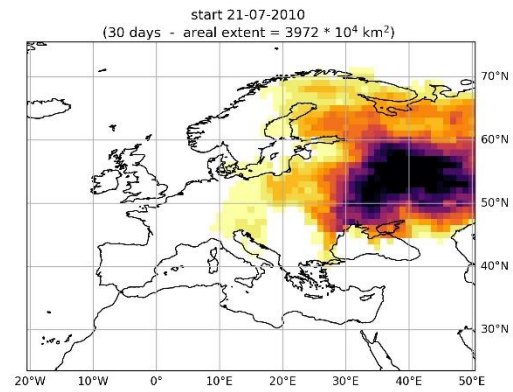 start 21-07-2010
(30 days - areal extent = 3972 * 10⁴ km²)
70°N
60°N
50°N
40°N
30°N
20°W 10°W 0° 10°E 20°E 30°E 40°E 50°E